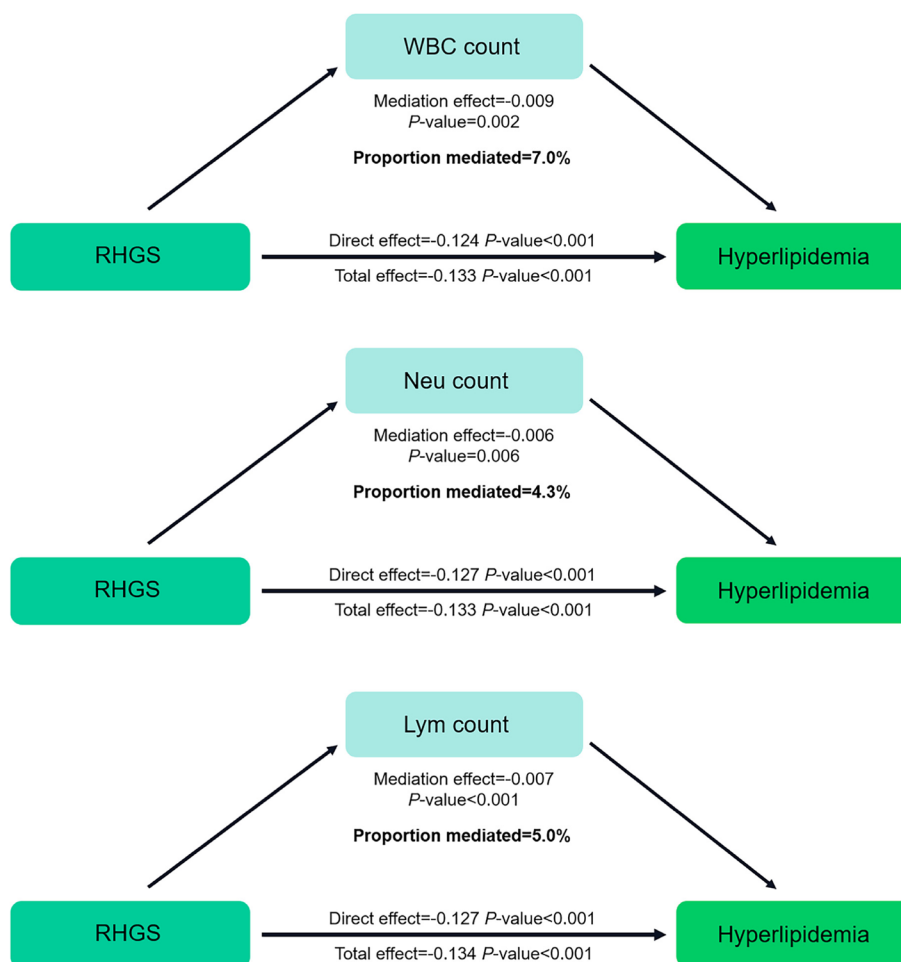 WBC count
Mediation effect=-0.009
P-value=0.002
Proportion mediated=7.0%
RHGS
Direct effect=-0.124 P-value<0.001
Total effect=-0.133 P-value<0.001
Hyperlipidemia
Neu count
Mediation effect=-0.006
P-value=0.006
Proportion mediated=4.3%
RHGS
Direct effect=-0.127 P-value<0.001
Total effect=-0.133 P-value<0.001
Hyperlipidemia
Lym count
Mediation effect=-0.007
P-value<0.001
Proportion mediated=5.0%
RHGS
Direct effect=-0.127 P-value<0.001
Total effect=-0.134 P-value<0.001
Hyperlipidemia